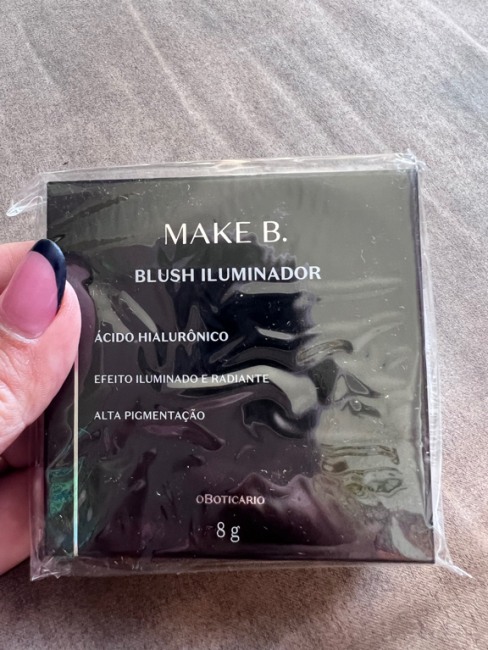 MAKE B.
BLUSH ILUMINADOR
ÁCIDO HIALURÔNICO
EFEITO ILUMINADO E RADIANTE
ALTA PIGMENTAÇÃO
OBOTICÁRIO
8 g